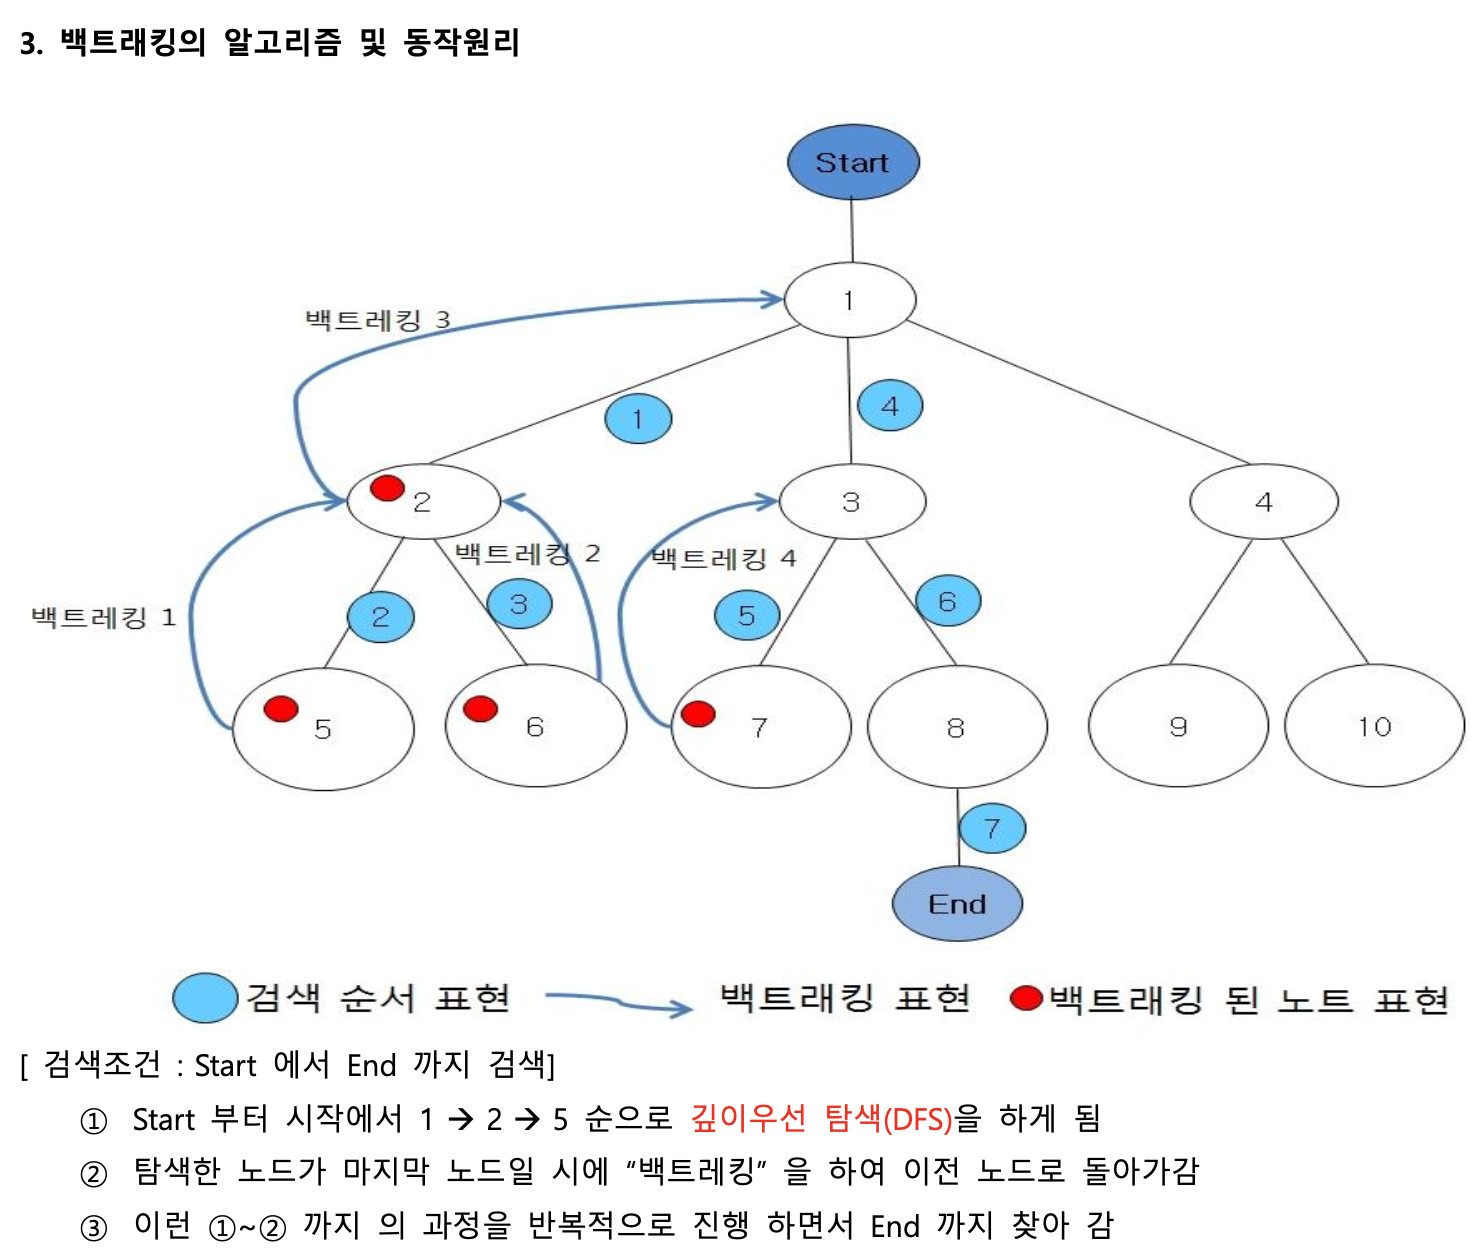 3. 백트래킹의 알고리즘 및 동작원리
Start
1
백트레킹 3
1
4
2
3
4
백트레킹 2
백트레킹 4
백트레킹 1
2
3
5
6
5
6
7
8
9
10
7
End
검색 순서 표현 백트래킹 표현 백트래킹 된 노트 표현
[ 검색조건 : Start 에서 End 까지 검색]
① Start 부터 시작에서 1 → 2 → 5 순으로 깊이우선 탐색(DFS)을 하게 됨
② 탐색한 노드가 마지막 노드일 시에 “백트레킹” 을 하여 이전 노드로 돌아가감
③ 이런 ①~② 까지 의 과정을 반복적으로 진행 하면서 End 까지 찾아 감